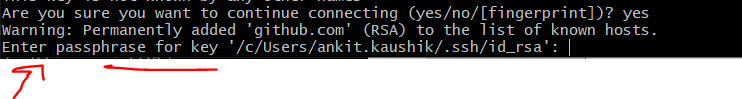 Are you sure you want to continue connecting (yes/no/[fingerprint])? yes
Warning: Permanently added 'github.com' (RSA) to the list of known hosts.
Enter passphrase for key '/c/Users/ankit.kaushik/.ssh/id_rsa':